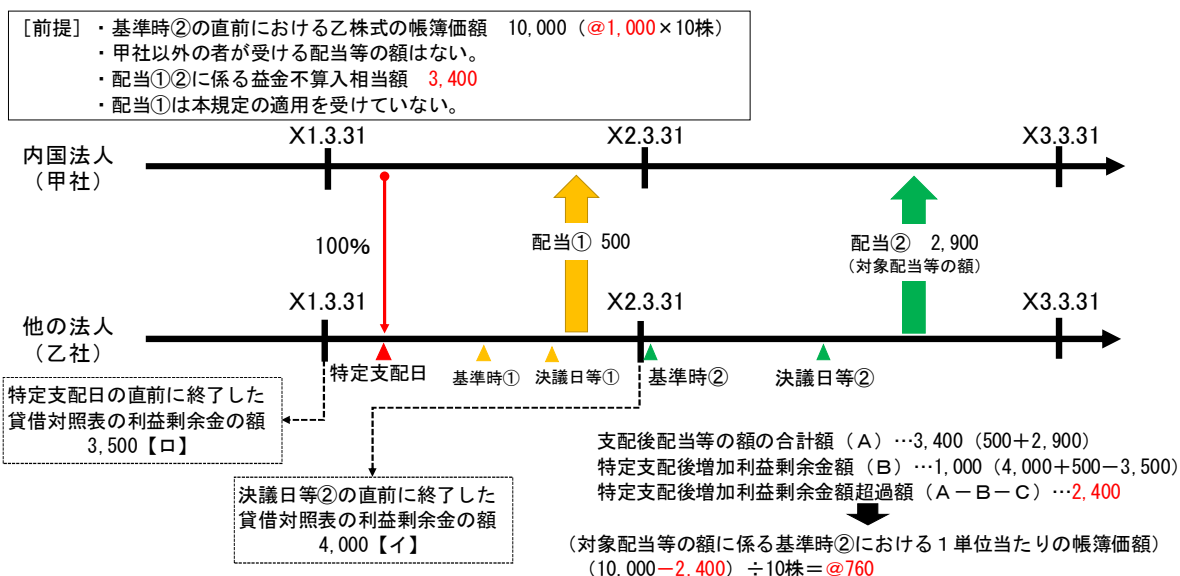 [前提] ・基準時②の直前における乙株式の帳簿価額 10,000（@1,000×10株）
・甲社以外の者が受ける配当等の額はない。
・配当①②に係る益金不算入相当額 3,400
・配当①は本規定の適用を受けていない。
X1.3.31 X2.3.31 X3.3.31
内国法人
（甲社）
100%
配当① 500
配当② 2,900
（対象配当等の額）
X1.3.31 X2.3.31 X3.3.31
他の法人
（乙社）
特定支配日 基準時① 決議日等① 基準時② 決議日等②
特定支配日の直前に終了した
貸借対照表の利益剰余金の額
3,500【ロ】
決議日等②の直前に終了した
貸借対照表の利益剰余金の額
4,000【イ】
支配後配当等の額の合計額（A）…3,400（500＋2,900）
特定支配後増加利益剰余金額（B）…1,000（4,000＋500－3,500）
特定支配後増加利益剰余金額超過額（A－B－C）…2,400
（対象配当等の額に係る基準時②における１単位当たりの帳簿価額）
（10,000－2,400）÷10株＝@760